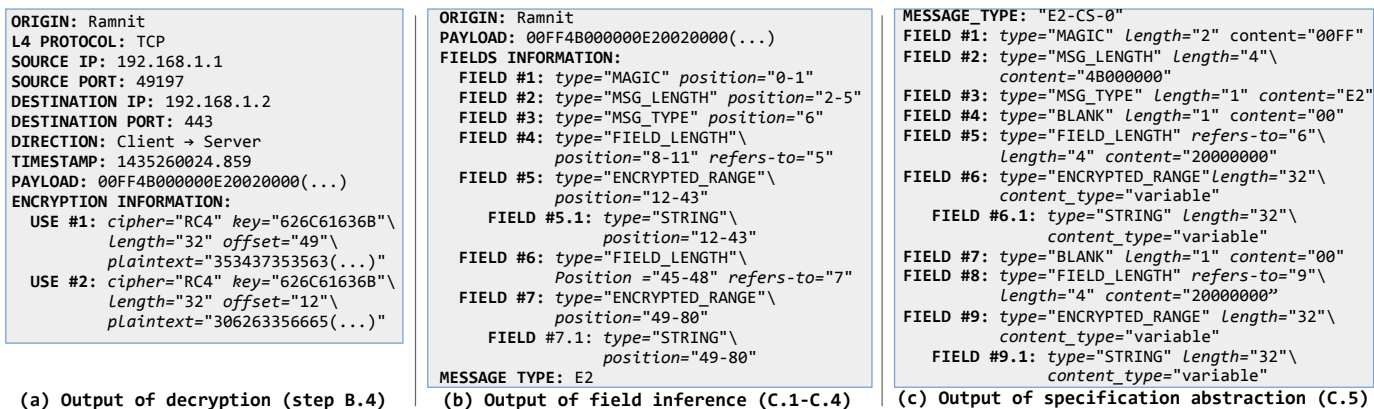 ORIGIN: Ramnit
L4 PROTOCOL: TCP
SOURCE IP: 192.168.1.1
SOURCE PORT: 49197
DESTINATION IP: 192.168.1.2
DESTINATION PORT: 443
DIRECTION: Client → Server
TIMESTAMP: 1435260024.859
PAYLOAD: 00FF4B000000E20020000(...)
ENCRYPTION INFORMATION:
USE #1: cipher="RC4" key="626C61636B"\
length="32" offset="49"\
plaintext="353437353563(...)"
USE #2: cipher="RC4" key="626C61636B"\
length="32" offset="12"\
plaintext="306263356665(...)"
(a) Output of decryption (step B.4)
ORIGIN: Ramnit
PAYLOAD: 00FF4B000000E20020000(...)
FIELDS INFORMATION:
FIELD #1: type="MAGIC" position="0-1"
FIELD #2: type="MSG_LENGTH" position="2-5"
FIELD #3: type="MSG_TYPE" position="6"
FIELD #4: type="FIELD_LENGTH"\
position="8-11" refers-to="5"
FIELD #5: type="ENCRYPTED_RANGE"\
position="12-43"
FIELD #5.1: type="STRING"\
position="12-43"
FIELD #6: type="FIELD_LENGTH"\
Position ="45-48" refers-to="7"
FIELD #7: type="ENCRYPTED_RANGE"\
position="49-80"
FIELD #7.1: type="STRING"\
position="49-80"
MESSAGE TYPE: E2
(b) Output of field inference (C.1-C.4)
MESSAGE_TYPE: "E2-CS-0"
FIELD #1: type="MAGIC" length="2" content="00FF"
FIELD #2: type="MSG_LENGTH" length="4"\
content="4B000000"
FIELD #3: type="MSG_TYPE" length="1" content="E2"
FIELD #4: type="BLANK" length="1" content="00"
FIELD #5: type="FIELD_LENGTH" refers-to="6"\
length="4" content="20000000"
FIELD #6: type="ENCRYPTED_RANGE"length="32"\
content_type="variable"
FIELD #6.1: type="STRING" length="32"\
content_type="variable"
FIELD #7: type="BLANK" length="1" content="00"
FIELD #8: type="FIELD_LENGTH" refers-to="9"\
length="4" content="20000000”
FIELD #9: type="ENCRYPTED_RANGE" length="32"\
content_type="variable"
FIELD #9.1: type="STRING" length="32"\
content_type="variable"
(c) Output of specification abstraction (C.5)